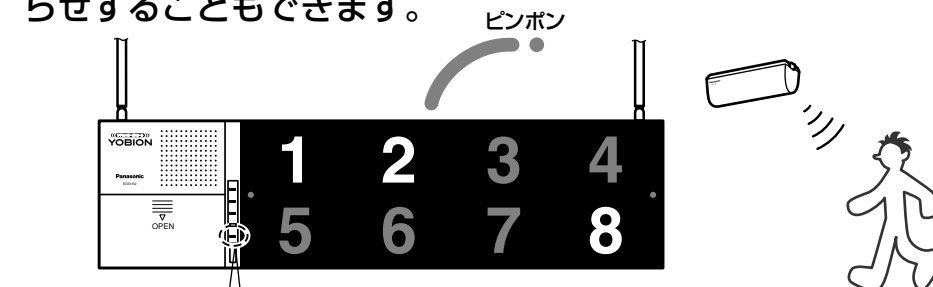 らせすることもできます。
ピンポン
YOBION
Panasonic
OPEN
1 2 3 4
5 6 7 8